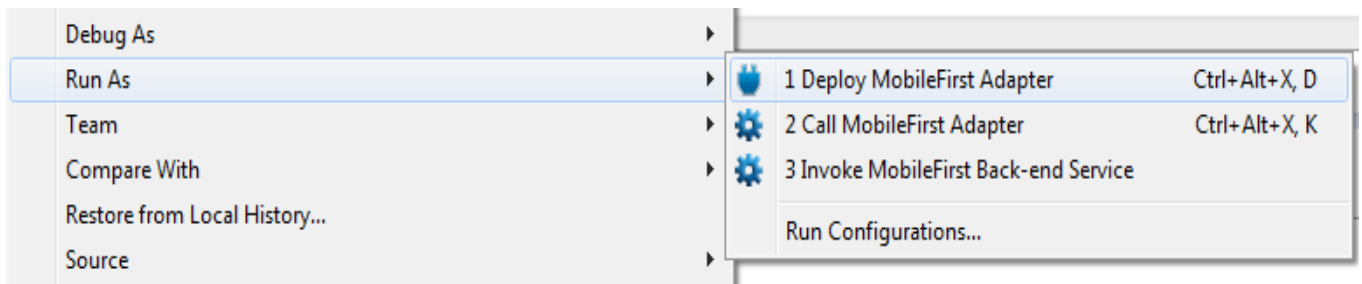 Debug As
Run As
Team
Compare With
Restore from Local History...
Source
1 Deploy MobileFirst Adapter Ctrl+Alt+X, D
2 Call MobileFirst Adapter Ctrl+Alt+X, K
3 Invoke MobileFirst Back-end Service
Run Configurations...